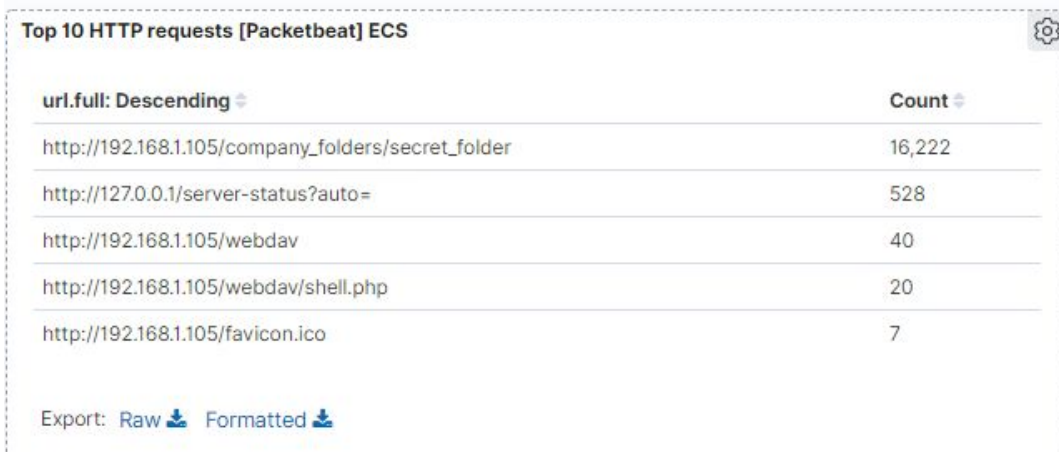 Top 10 HTTP requests [Packetbeat] ECS
url.full: Descending Count
http://192.168.1.105/company_folders/secret_folder 16,222
http://127.0.0.1/server-status?auto= 528
http://192.168.1.105/webdav 40
http://192.168.1.105/webdav/shell.php 20
http://192.168.1.105/favicon.ico 7
Export: Raw Formatted